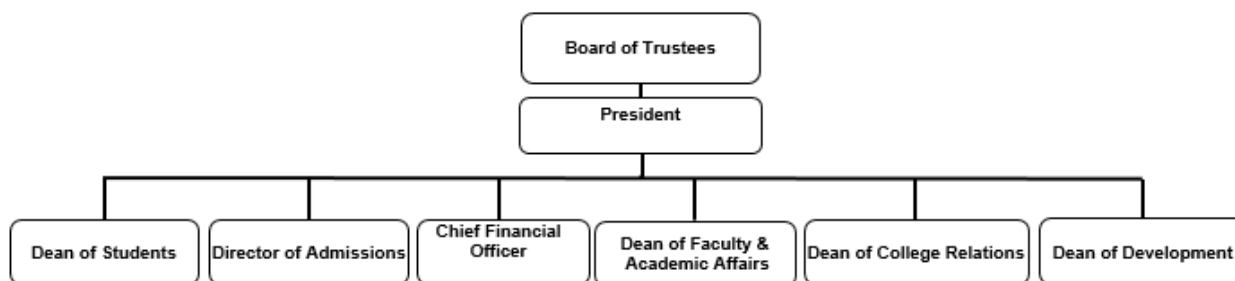 Board of Trustees
President
Dean of Students
Director of Admissions
Chief Financial
Officer
Dean of Faculty &
Academic Affairs
Dean of College Relations
Dean of Development